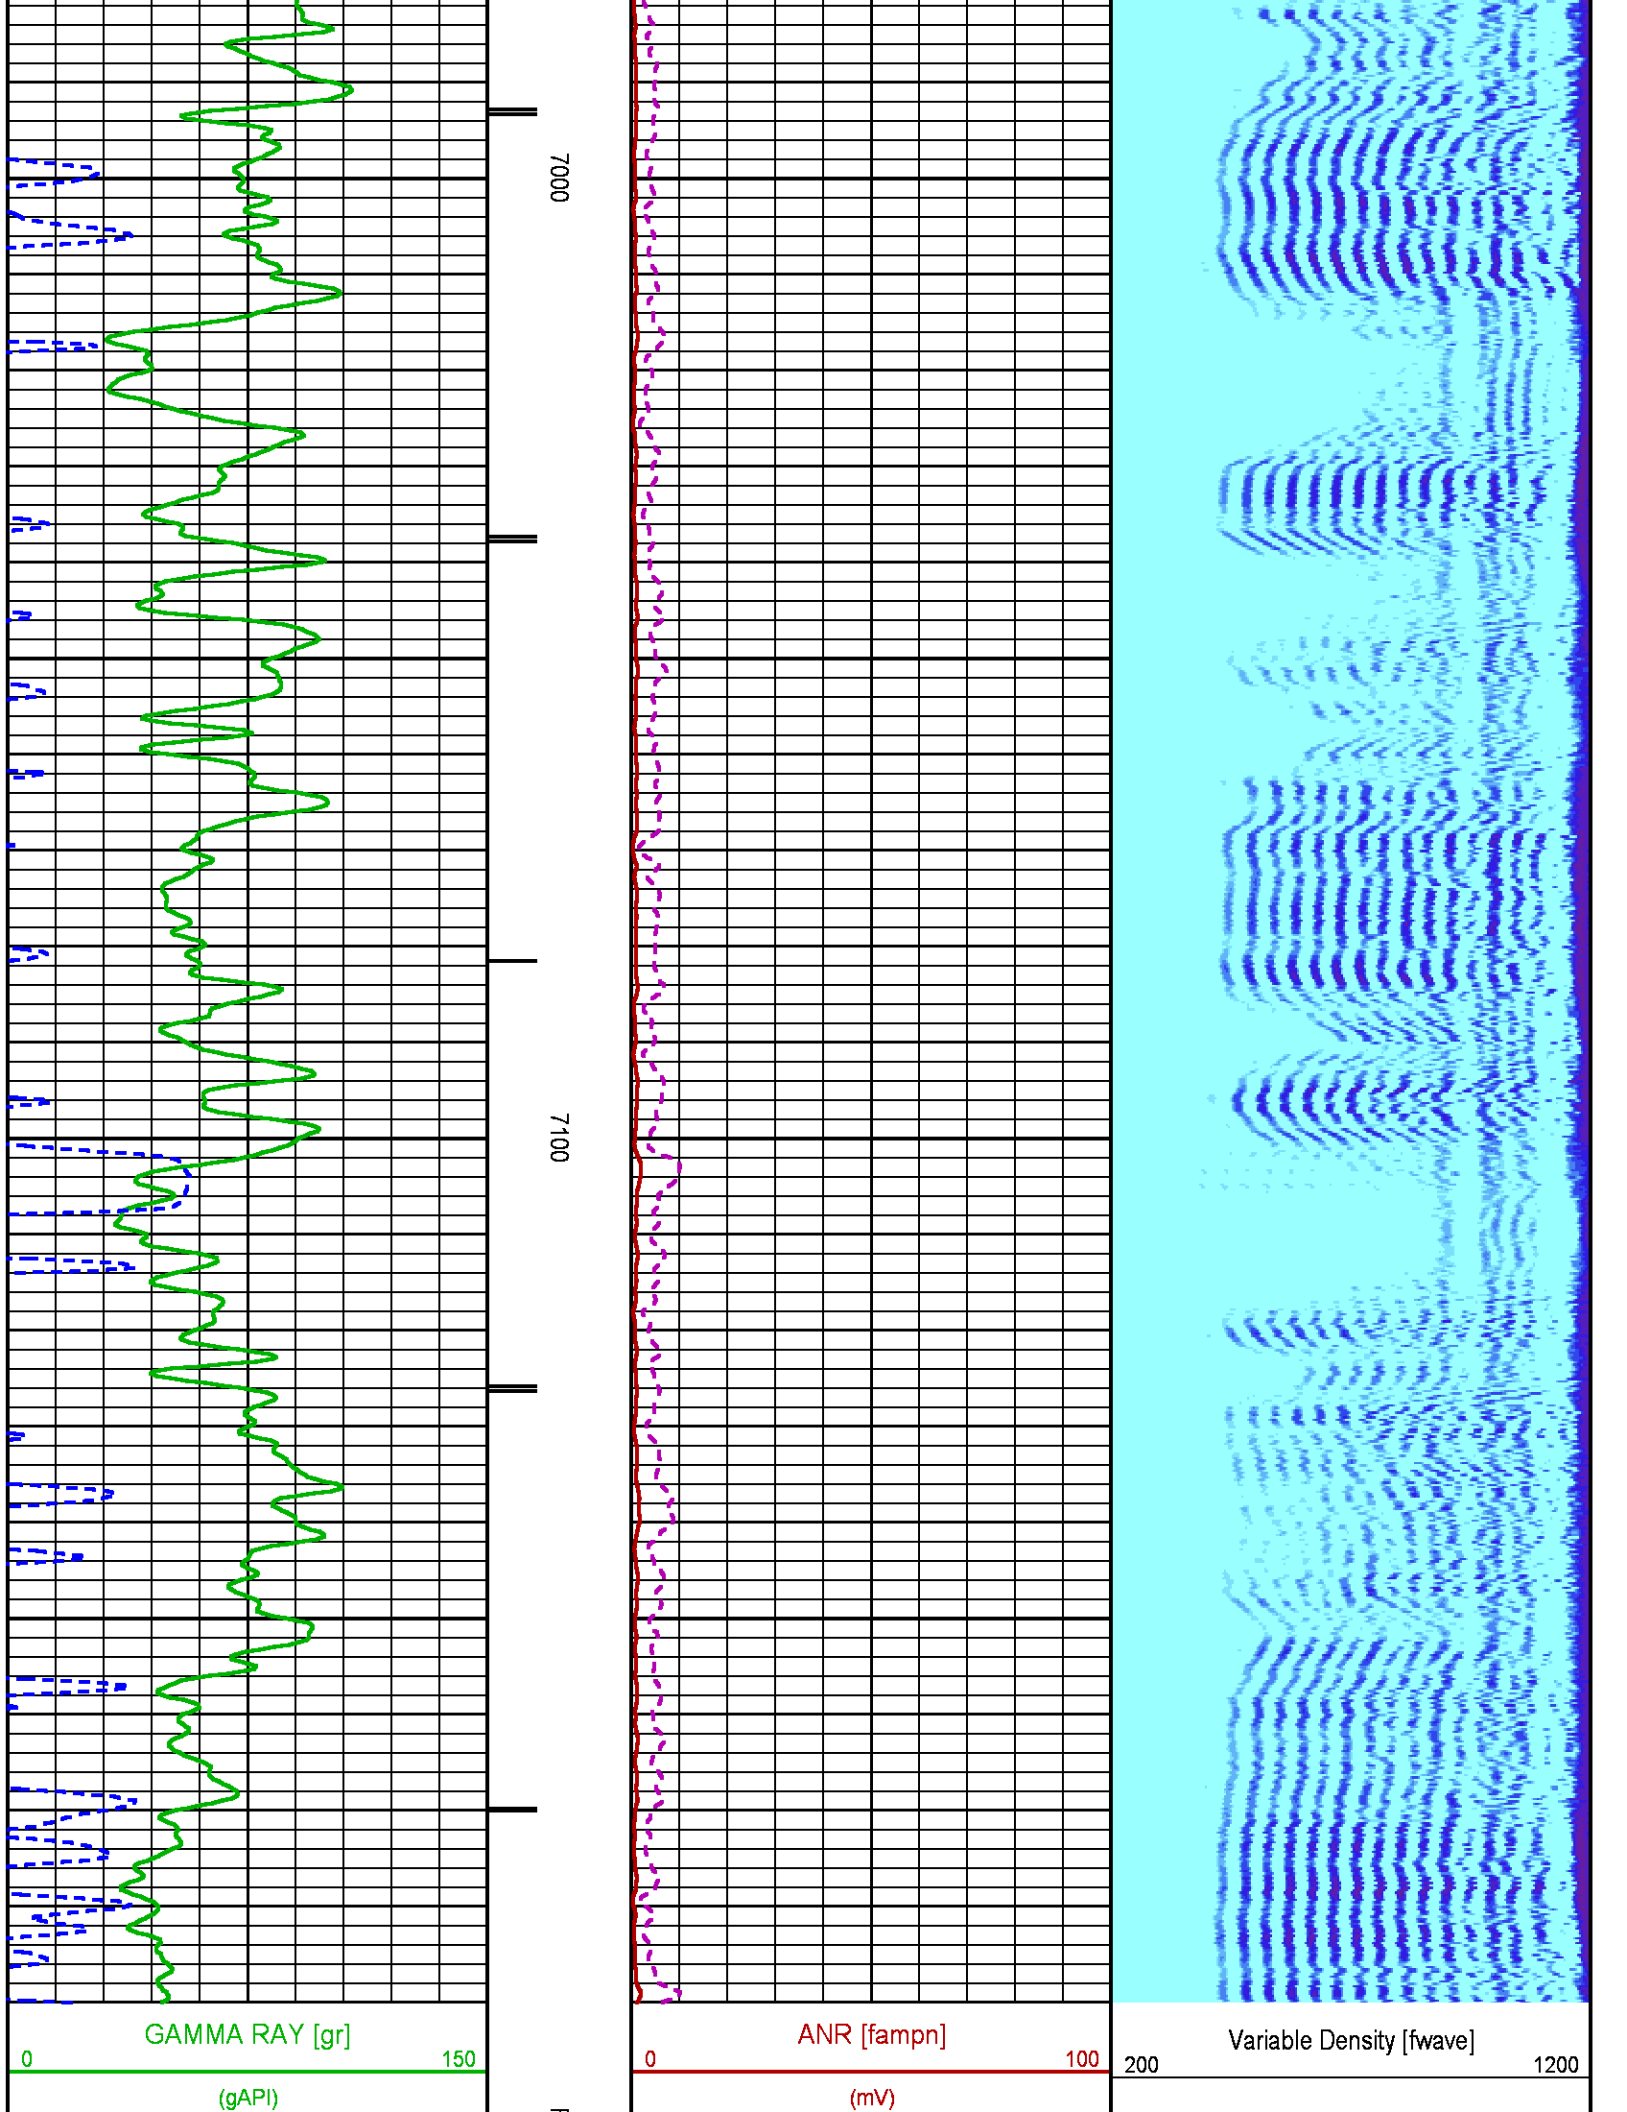 7000
7100
GAMMA RAY [gr]
0 150
(gAPI)
ANR [fampn]
0 100
(mV)
Variable Density [fwave]
200 1200